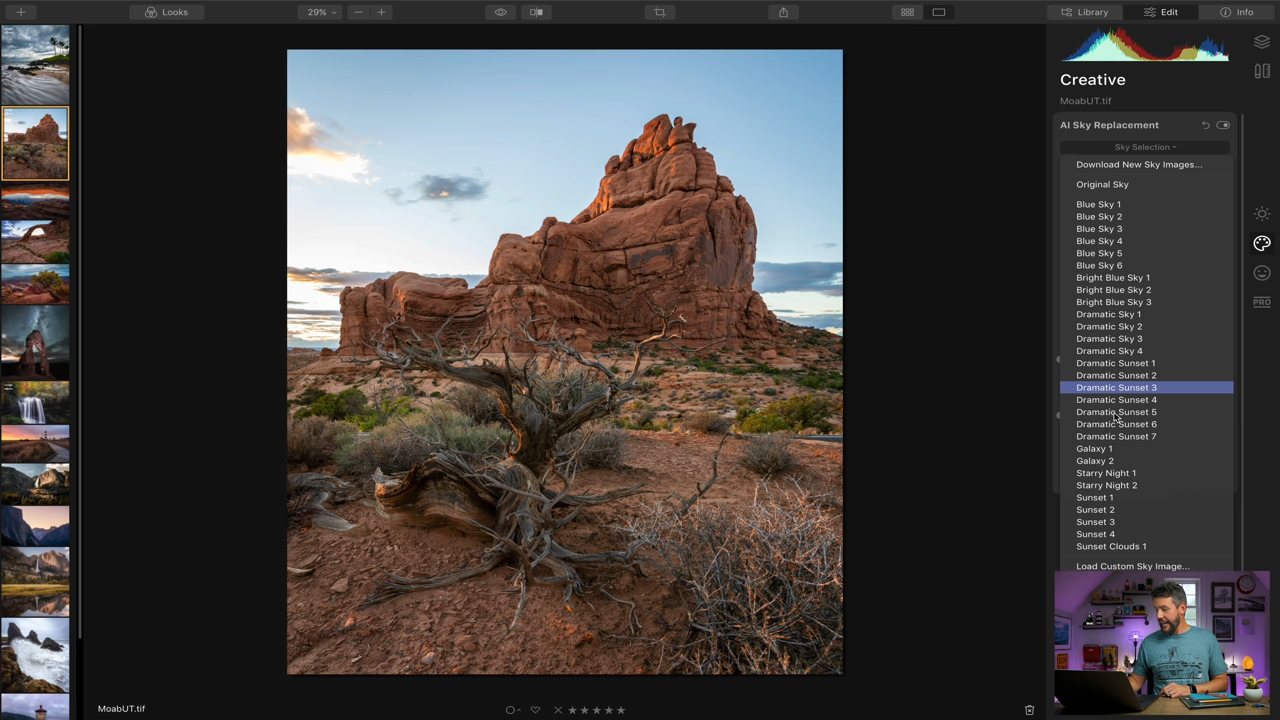 Looks
29%
Library
Edit
Info
Creative
MoabUT.tif
AI Sky Replacement
Sky Selection
Download New Sky Images...
Original Sky
Blue Sky 1
Blue Sky 2
Blue Sky 3
Blue Sky 4
Blue Sky 5
Blue Sky 6
Bright Blue Sky 1
Bright Blue Sky 2
Bright Blue Sky 3
Dramatic Sky 1
Dramatic Sky 2
Dramatic Sky 3
Dramatic Sky 4
Dramatic Sunset 1
Dramatic Sunset 2
Dramatic Sunset 3
Dramatic Sunset 4
Dramatic Sunset 5
Dramatic Sunset 6
Dramatic Sunset 7
Galaxy 1
Galaxy 2
Starry Night 1
Starry Night 2
Sunset 1
Sunset 2
Sunset 3
Sunset 4
Sunset Clouds 1
Load Custom Sky Image...
PRO
MoabUT.tif